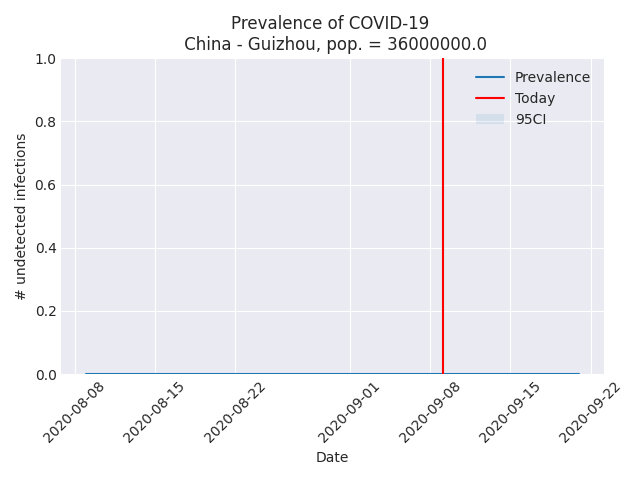 Prevalence of COVID-19
China - Guizhou, pop. = 36000000.0
1.0
0.8
0.6
0.4
0.2
0.0
# undetected infections
Prevalence
Today
95CI
2020-08-08
2020-08-15
2020-08-22
2020-09-01
2020-09-08
2020-09-15
2020-09-22
Date